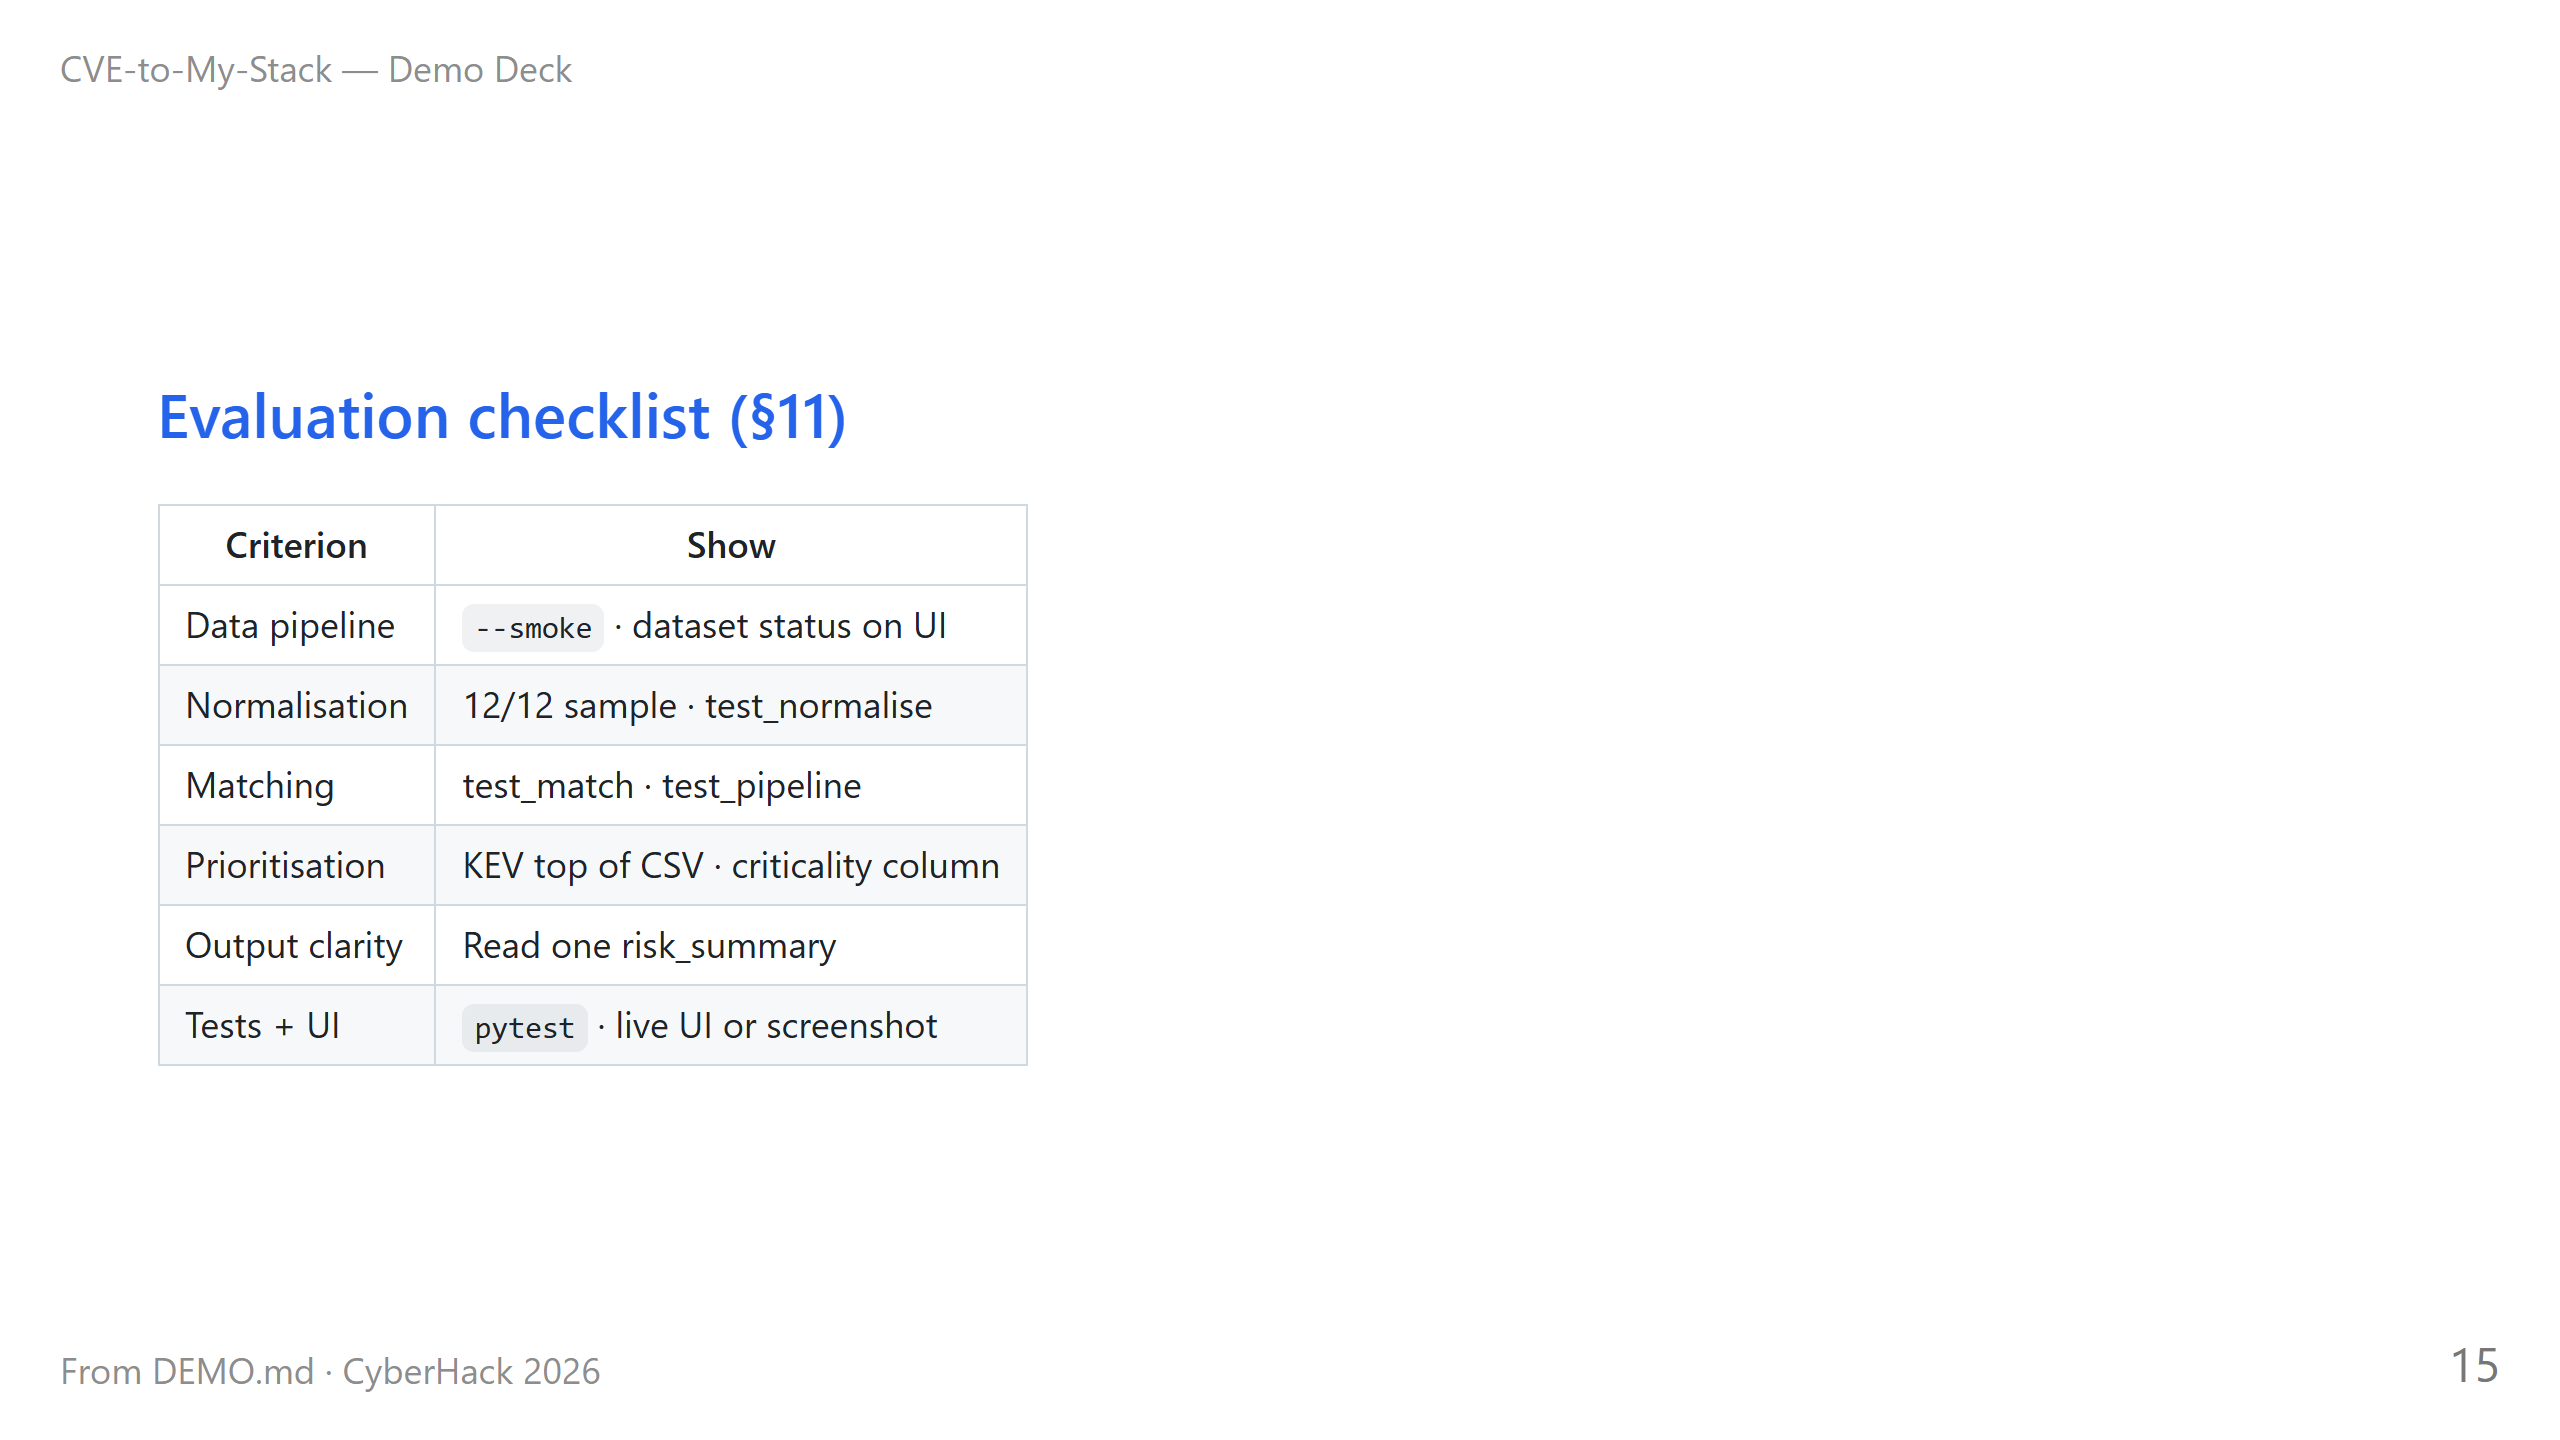 CVE-to-My-Stack — Demo Deck
Evaluation checklist (§11)
Criterion Show
Data pipeline --smoke · dataset status on UI
Normalisation 12/12 sample · test_normalise
Matching test_match · test_pipeline
Prioritisation KEV top of CSV · criticality column
Output clarity Read one risk_summary
Tests + UI pytest · live UI or screenshot
From DEMO.md · CyberHack 2026
15